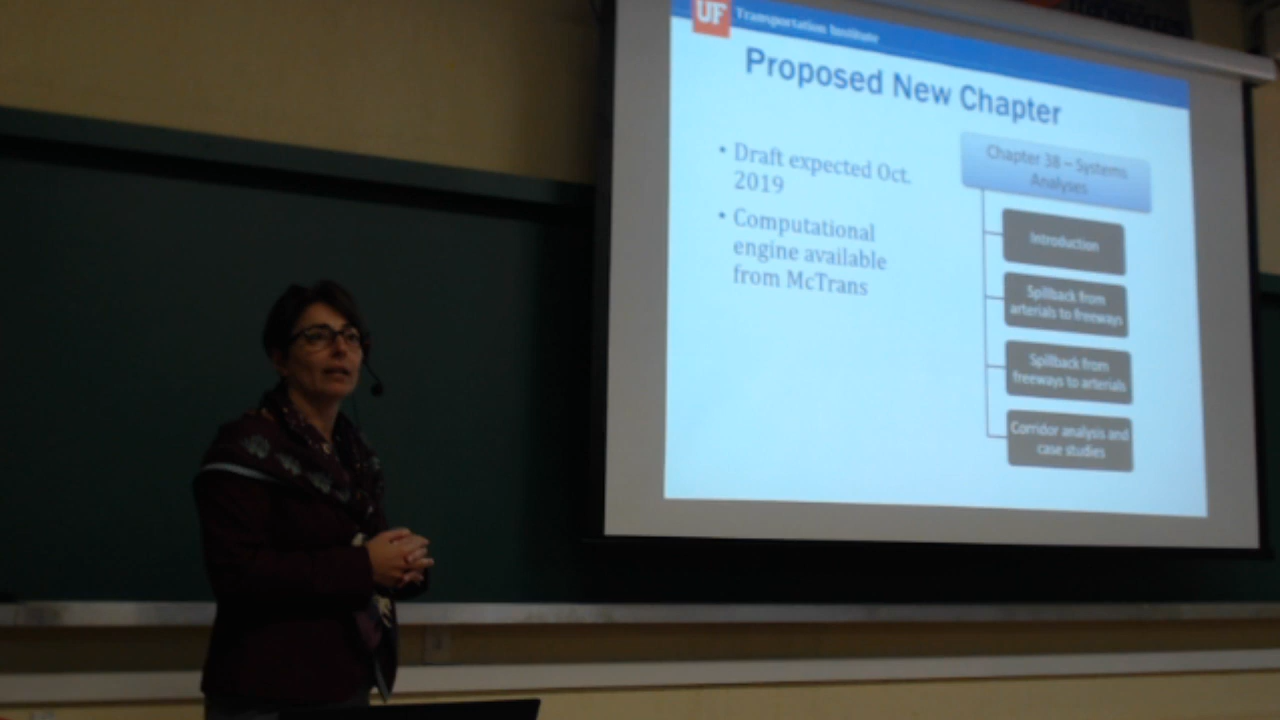 UF Transportation Institute
Proposed New Chapter
• Draft expected Oct.
2019
• Computational
engine available
from McTrans
Chapter 38 – Systems
Analyses
Introduction
Spillback from
arterials to freeways
Spillback from
freeways to arterials
Corridor analysis and
case studies